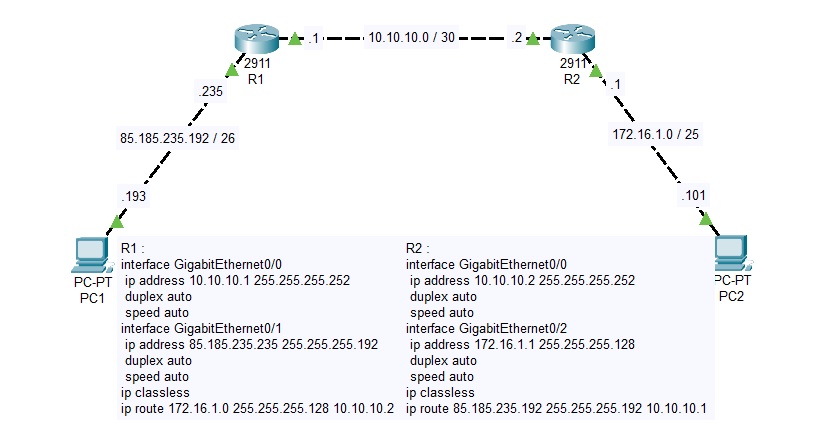 .1
10.10.10.0 / 30
.2
2911
R1
2911
R2
.235
.1
85.185.235.192 / 26
172.16.1.0 / 25
.193
.101
PC-PT
PC1
PC-PT
PC2
R1 :
interface GigabitEthernet0/0
ip address 10.10.10.1 255.255.255.252
duplex auto
speed auto
interface GigabitEthernet0/1
ip address 85.185.235.235 255.255.255.192
duplex auto
speed auto
ip classless
ip route 172.16.1.0 255.255.255.128 10.10.10.2
R2 :
interface GigabitEthernet0/0
ip address 10.10.10.2 255.255.255.252
duplex auto
speed auto
interface GigabitEthernet0/2
ip address 172.16.1.1 255.255.255.128
duplex auto
speed auto
ip classless
ip route 85.185.235.192 255.255.255.192 10.10.10.1